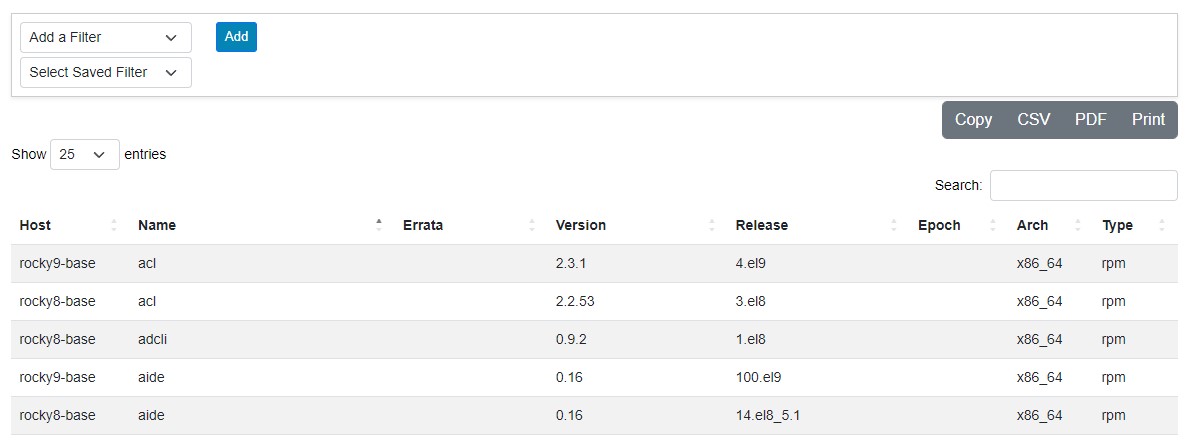 Add a Filter Add
Select Saved Filter
Copy CSV PDF Print
Show 25 entries
Search:
Host Name Errata Version Release Epoch Arch Type
rocky9-base acl 2.3.1 4.el9 x86_64 rpm
rocky8-base acl 2.2.53 3.el8 x86_64 rpm
rocky8-base adcli 0.9.2 1.el8 x86_64 rpm
rocky9-base aide 0.16 100.el9 x86_64 rpm
rocky8-base aide 0.16 14.el8_5.1 x86_64 rpm